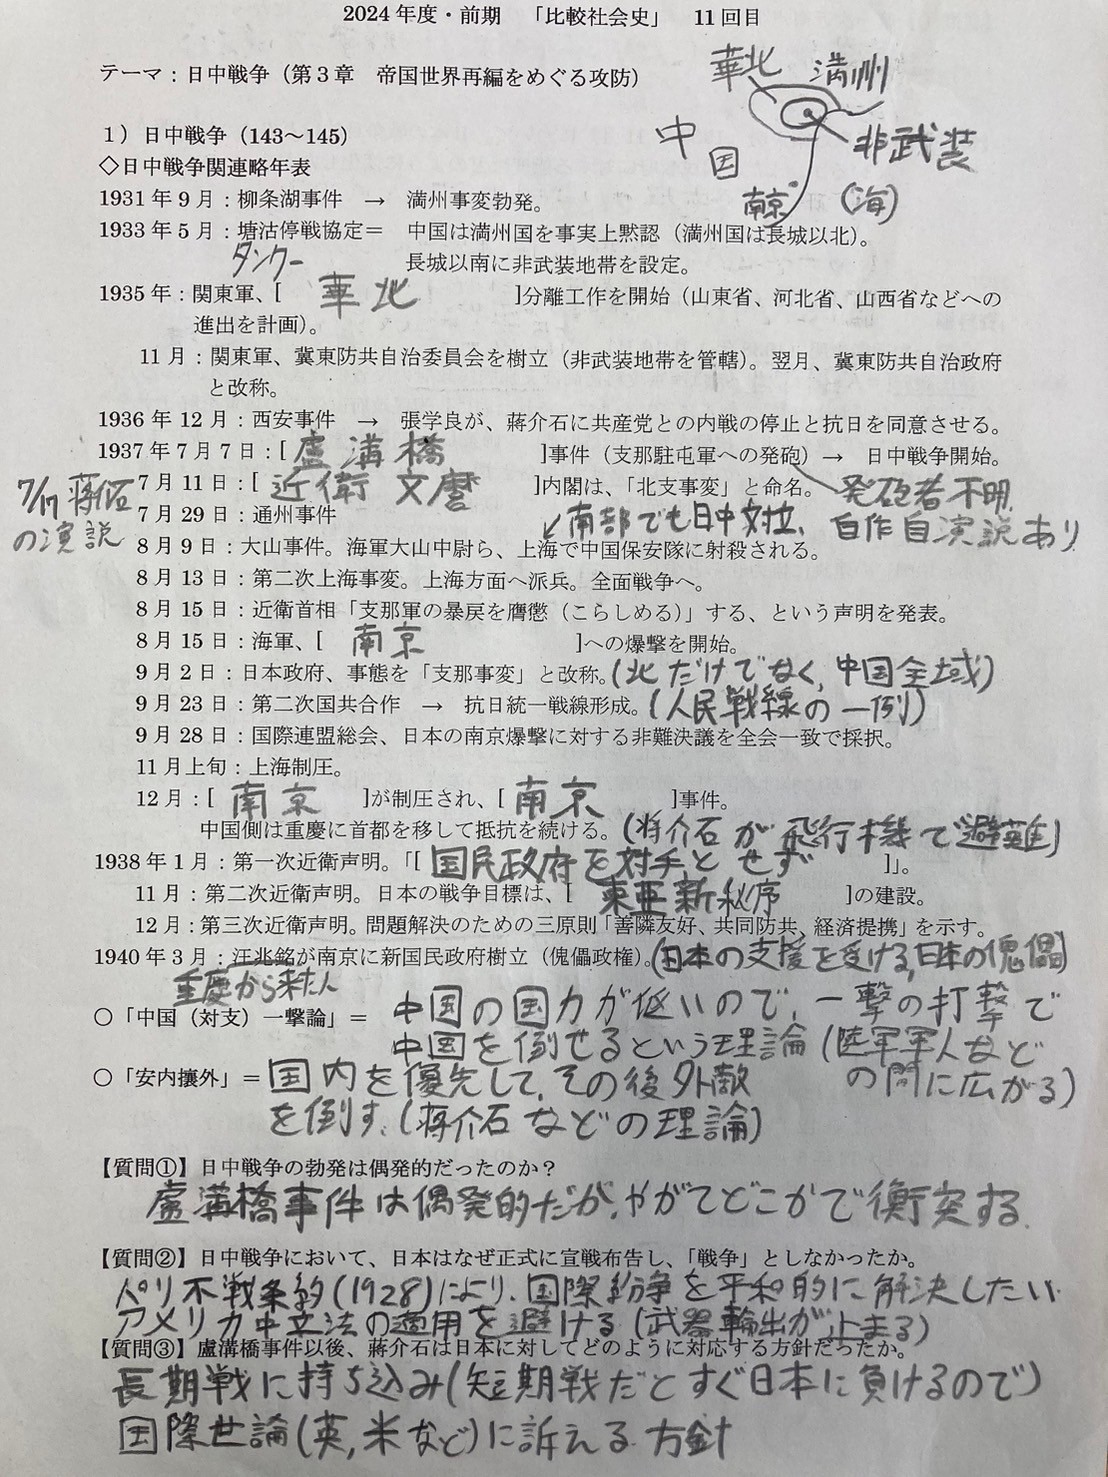 2024年度・前期　「比較社会史」　11回目
テーマ：日中戦争（第３章　帝国世界再編をめぐる攻防）
華北　満州
中国
非武装
南京　（海）
１）日中戦争（143～145）
◇日中戦争関連略年表
1931年９月：柳条湖事件　→　満州事変勃発。
1933年５月：塘沽停戦協定＝　中国は満州国を事実上黙認（満州国は長城以北）。
タンクー
長城以南に非武装地帯を設定。
1935年：関東軍、[　華北　]分離工作を開始（山東省、河北省、山西省などへの
進出を計画）。
11月：関東軍、冀東防共自治委員会を樹立（非武装地帯を管轄）。翌月、冀東防共自治政府
と改称。
1936年12月：西安事件　→　張学良が、蔣介石に共産党との内戦の停止と抗日を同意させる。
1937年７月７日：[　盧溝橋　]事件（支那駐屯軍への発砲）→　日中戦争開始。
７月11日：[　近衛文麿　]内閣は、「北支事変」と命名。
発砲者不明、
自作自演説あり
7/17 蒋介石
の演説
７月29日：通州事件
南部でも日中対立、
８月９日：大山事件。海軍大山中尉ら、上海で中国保安隊に射殺される。
８月13日：第二次上海事変。上海方面へ派兵。全面戦争へ。
８月15日：近衛首相「支那軍の暴戻を膺懲（こらしめる）」する、という声明を発表。
８月15日：海軍、[　南京　]への爆撃を開始。
９月２日：日本政府、事態を「支那事変」と改称。（北だけでなく、中国全域）
９月23日：第二次国共合作　→　抗日統一戦線形成。（人民戦線の一例）
９月28日：国際連盟総会、日本の南京爆撃に対する非難決議を全会一致で採択。
11月上旬：上海制圧。
12月：[　南京　]が制圧され、[　南京　]事件。
中国側は重慶に首都を移して抵抗を続ける。（蒋介石が飛行機で避難）
1938年１月：第一次近衛声明。「[　国民政府を対手とせず　]」。
11月：第二次近衛声明。日本の戦争目標は、[　東亜新秩序　]の建設。
12月：第三次近衛声明。問題解決のための三原則「善隣友好、共同防共、経済提携」を示す。
1940年３月：汪兆銘が南京に新国民政府樹立（傀儡政権）。（日本の支援を受ける,日本の傀儡）
重慶から来た人
○「中国（対支）一撃論」＝　中国の国力が低いので、一撃の打撃で
中国を倒せるという理論（陸軍軍人など
の間に広がる）
○「安内攘外」＝国内を優先して、その後外敵
を倒す。（蒋介石などの理論）
【質問①】日中戦争の勃発は偶発的だったのか？
盧溝橋事件は偶発的だが、やがてどこかで衝突する。
【質問②】日中戦争において、日本はなぜ正式に宣戦布告し、「戦争」としなかったか。
パリ不戦条約（1928）により、国際紛争を平和的に解決したい
アメリカ中立法の適用を避ける（武器輸出が止まる）
【質問③】盧溝橋事件以後、蔣介石は日本に対してどのように対応する方針だったか。
長期戦に持ち込み（短期戦だとすぐ日本に負けるので）
国際世論（英,米など）に訴える方針